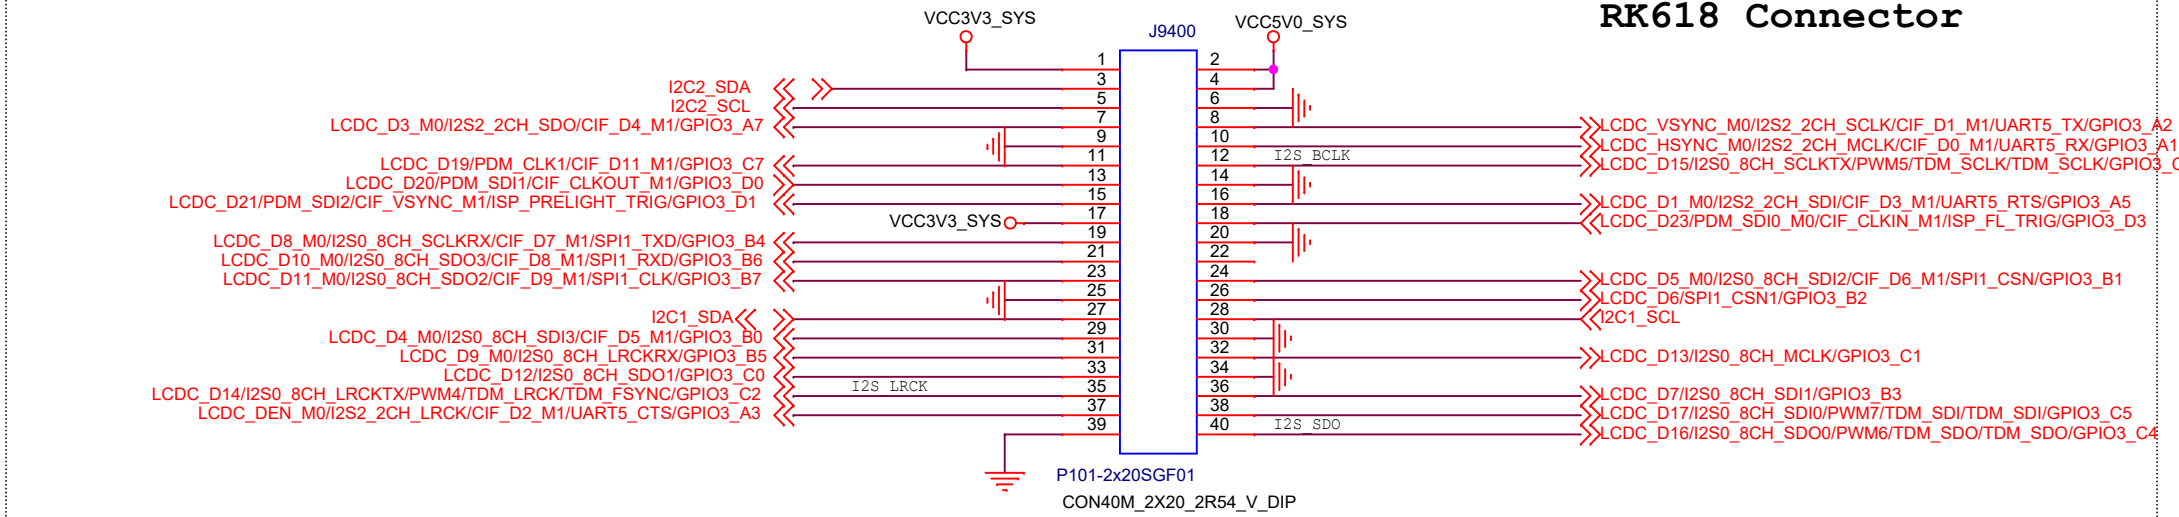 RK618 Connector
VCC3V3_SYS
VCC5V0_SYS
J9400
1 2
3 4
5 6
7 8
9 10
11 12
13 14
15 16
17 18
19 20
21 22
23 24
25 26
27 28
29 30
31 32
33 34
35 36
37 38
39 40
I2C2_SDA
I2C2_SCL
LCDC_D3_M0/I2S2_2CH_SDO/CIF_D4_M1/GPIO3_A7
LCDC_D19/PDM_CLK1/CIF_D11_M1/GPIO3_C7
LCDC_D20/PDM_SDI1/CIF_CLKOUT_M1/GPIO3_D0
LCDC_D21/PDM_SDI2/CIF_VSYNC_M1/ISP_PRELIGHT_TRIG/GPIO3_D1
VCC3V3_SYS
LCDC_D8_M0/I2S0_8CH_SCLKRX/CIF_D7_M1/SPI1_TXD/GPIO3_B4
LCDC_D10_M0/I2S0_8CH_SDO3/CIF_D8_M1/SPI1_RXD/GPIO3_B6
LCDC_D11_M0/I2S0_8CH_SDO2/CIF_D9_M1/SPI1_CLK/GPIO3_B7
I2C1_SDA
LCDC_D4_M0/I2S0_8CH_SDI3/CIF_D5_M1/GPIO3_B0
LCDC_D9_M0/I2S0_8CH_LRCKRX/GPIO3_B5
LCDC_D12/I2S0_8CH_SDO1/GPIO3_C0
LCDC_D14/I2S0_8CH_LRCKTX/PWM4/TDM_LRCK/TDM_FSYNC/GPIO3_C2
I2S_LRCK
LCDC_DEN_M0/I2S2_2CH_LRCK/CIF_D2_M1/UART5_CTS/GPIO3_A3
LCDC_VSYNC_M0/I2S2_2CH_SCLK/CIF_D1_M1/UART5_TX/GPIO3_A2
LCDC_HSYNC_M0/I2S2_2CH_MCLK/CIF_D0_M1/UART5_RX/GPIO3_A1
I2S_BCLK
LCDC_D15/I2S0_8CH_SCLKTX/PWM5/TDM_SCLK/TDM_SCLK/GPIO3_C
LCDC_D1_M0/I2S2_2CH_SDI/CIF_D3_M1/UART5_RTS/GPIO3_A5
LCDC_D23/PDM_SDI0_M0/CIF_CLKIN_M1/ISP_FL_TRIG/GPIO3_D3
LCDC_D5_M0/I2S0_8CH_SDI2/CIF_D6_M1/SPI1_CSN/GPIO3_B1
LCDC_D6/SPI1_CSN1/GPIO3_B2
I2C1_SCL
LCDC_D13/I2S0_8CH_MCLK/GPIO3_C1
LCDC_D7/I2S0_8CH_SDI1/GPIO3_B3
LCDC_D17/I2S0_8CH_SDI0/PWM7/TDM_SDI/TDM_SDI/GPIO3_C5
I2S_SDO
LCDC_D16/I2S0_8CH_SDO0/PWM6/TDM_SDO/TDM_SDO/GPIO3_C4
P101-2x20SGF01
CON40M_2X20_2R54_V_DIP